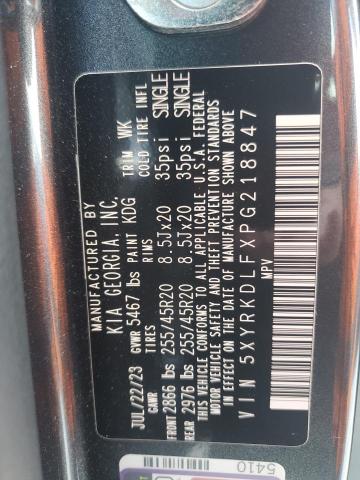 MANUFACTURED BY
KIA GEORGIA, INC.
JUL/22/23 GVWR 5467 lbs PAINT KDG TRIM WK
GAWR TIRES RIMS COLD TIRE INFL
FRONT 2866 lbs 255/45R20 8.5Jx20 35psi SINGLE
REAR 2976 lbs 255/45R20 8.5Jx20 35psi SINGLE
THIS VEHICLE CONFORMS TO ALL APPLICABLE U.S.A. FEDERAL
MOTOR VEHICLE SAFETY AND THEFT PREVENTION STANDARDS
IN EFFECT ON THE DATE OF MANUFACTURE SHOWN ABOVE
VIN 5XYRKDLFXPG218847
MPV
5410